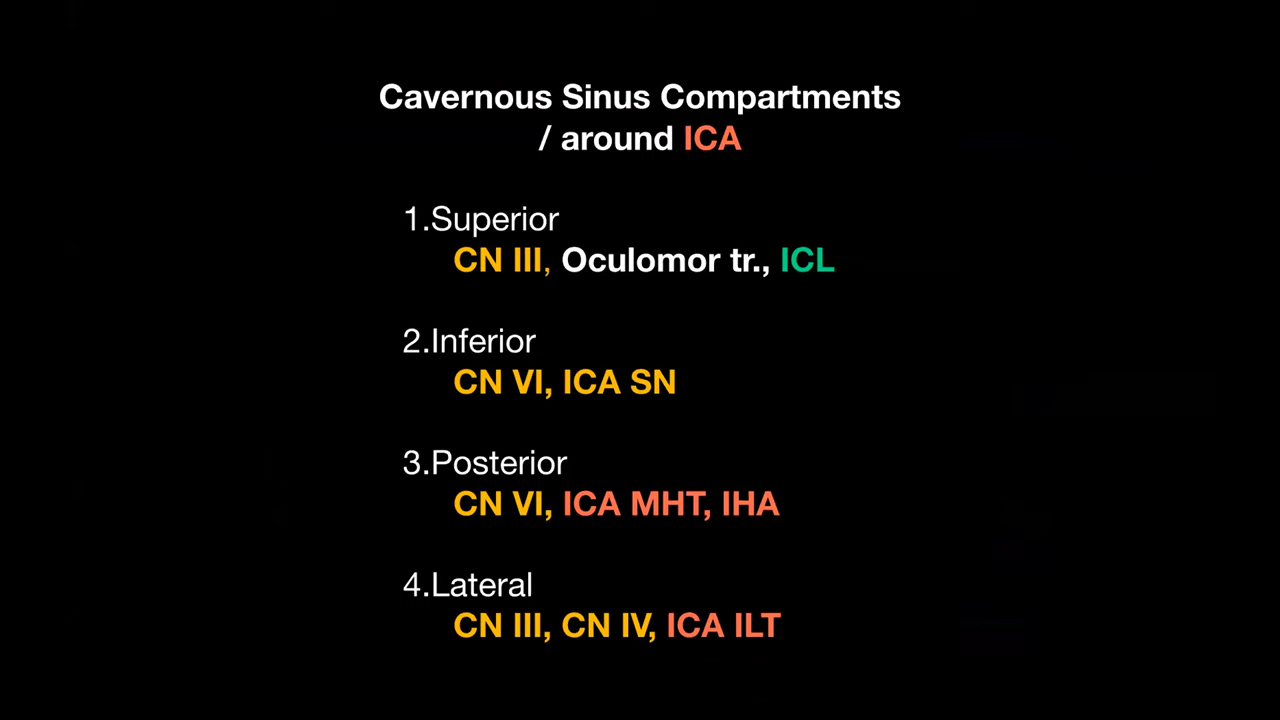 Cavernous Sinus Compartments
/ around ICA
1.Superior
CN III, Oculomor tr., ICL
2.Inferior
CN VI, ICA SN
3.Posterior
CN VI, ICA MHT, IHA
4.Lateral
CN III, CN IV, ICA ILT